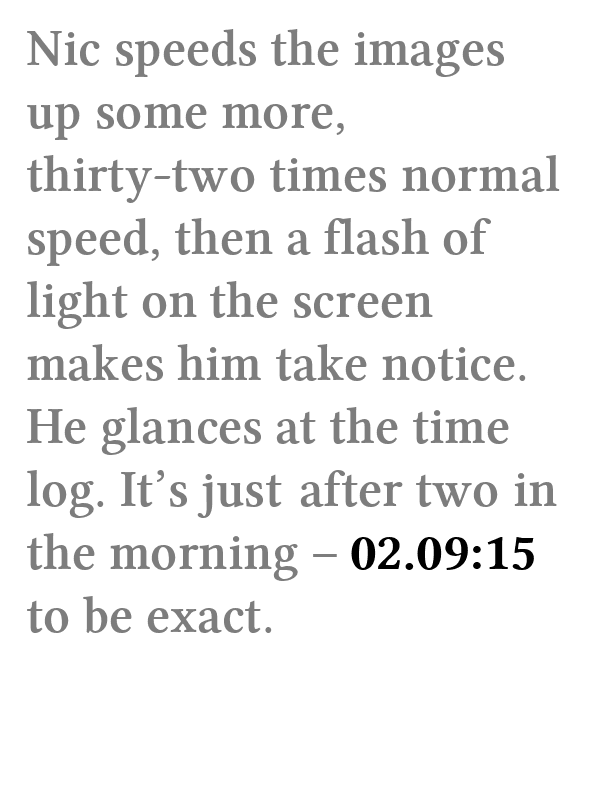 Nic speeds the images
up some more,
thirty-two times normal
speed, then a flash of
light on the screen
makes him take notice.
He glances at the time
log. It’s just after two in
the morning – 02.09:15
to be exact.